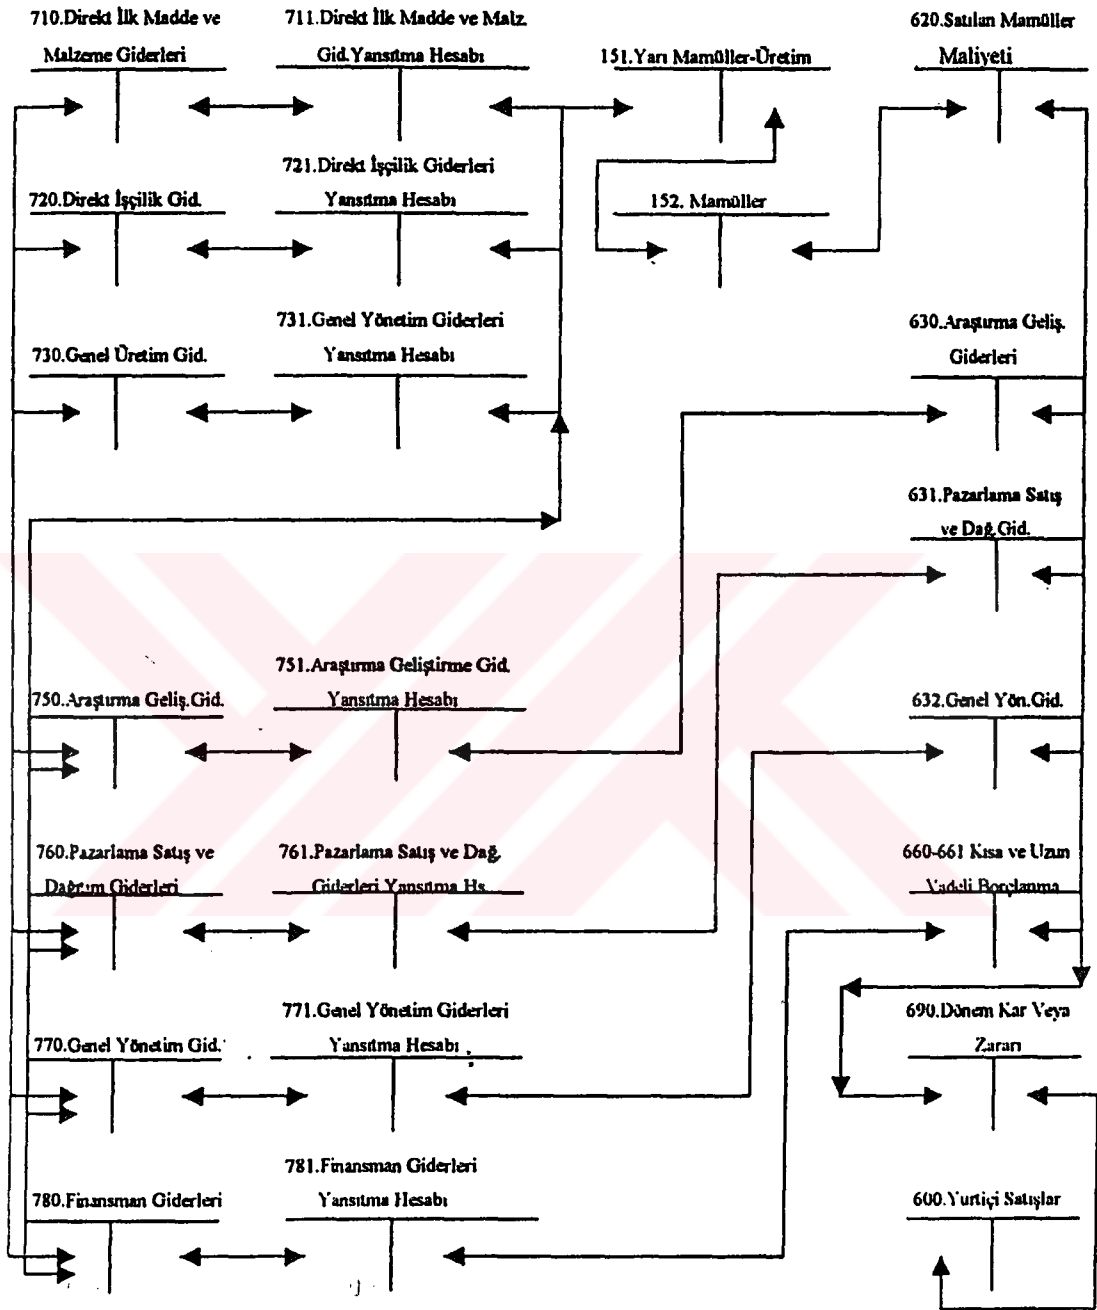 710.Direkt İlk Madde ve
Malzeme Giderleri
711.Direkt İlk Madde ve Malz.
Gid.Yansıtma Hesabı
151.Yarı Mamüller-Üretim
620.Satılan Mamüller
Maliyeti
720.Direkt İşçilik Gid.
721.Direkt İşçilik Giderleri
Yansıtma Hesabı
152. Mamüller
730.Genel Üretim Gid.
731.Genel Yönetim Giderleri
Yansıtma Hesabı
630.Araştırma Geliş.
Giderleri
631.Pazarlama Satış
ve Dağ.Gid.
750.Araştırma Geliş.Gid.
751.Araştırma Geliştirme Gid.
Yansıtma Hesabı
632.Genel Yön.Gid.
760.Pazarlama Satış ve
Dağıtım Giderleri
761.Pazarlama Satış ve Dağ.
Giderleri Yansıtma Hs.
660-661 Kısa ve Uzun
Vadeli Borçlanma
770.Genel Yönetim Gid.
771.Genel Yönetim Giderleri
Yansıtma Hesabı
690.Dönem Kar Veya
Zararı
780.Finansman Giderleri
781.Finansman Giderleri
Yansıtma Hesabı
600.Yurtiçi Satışlar